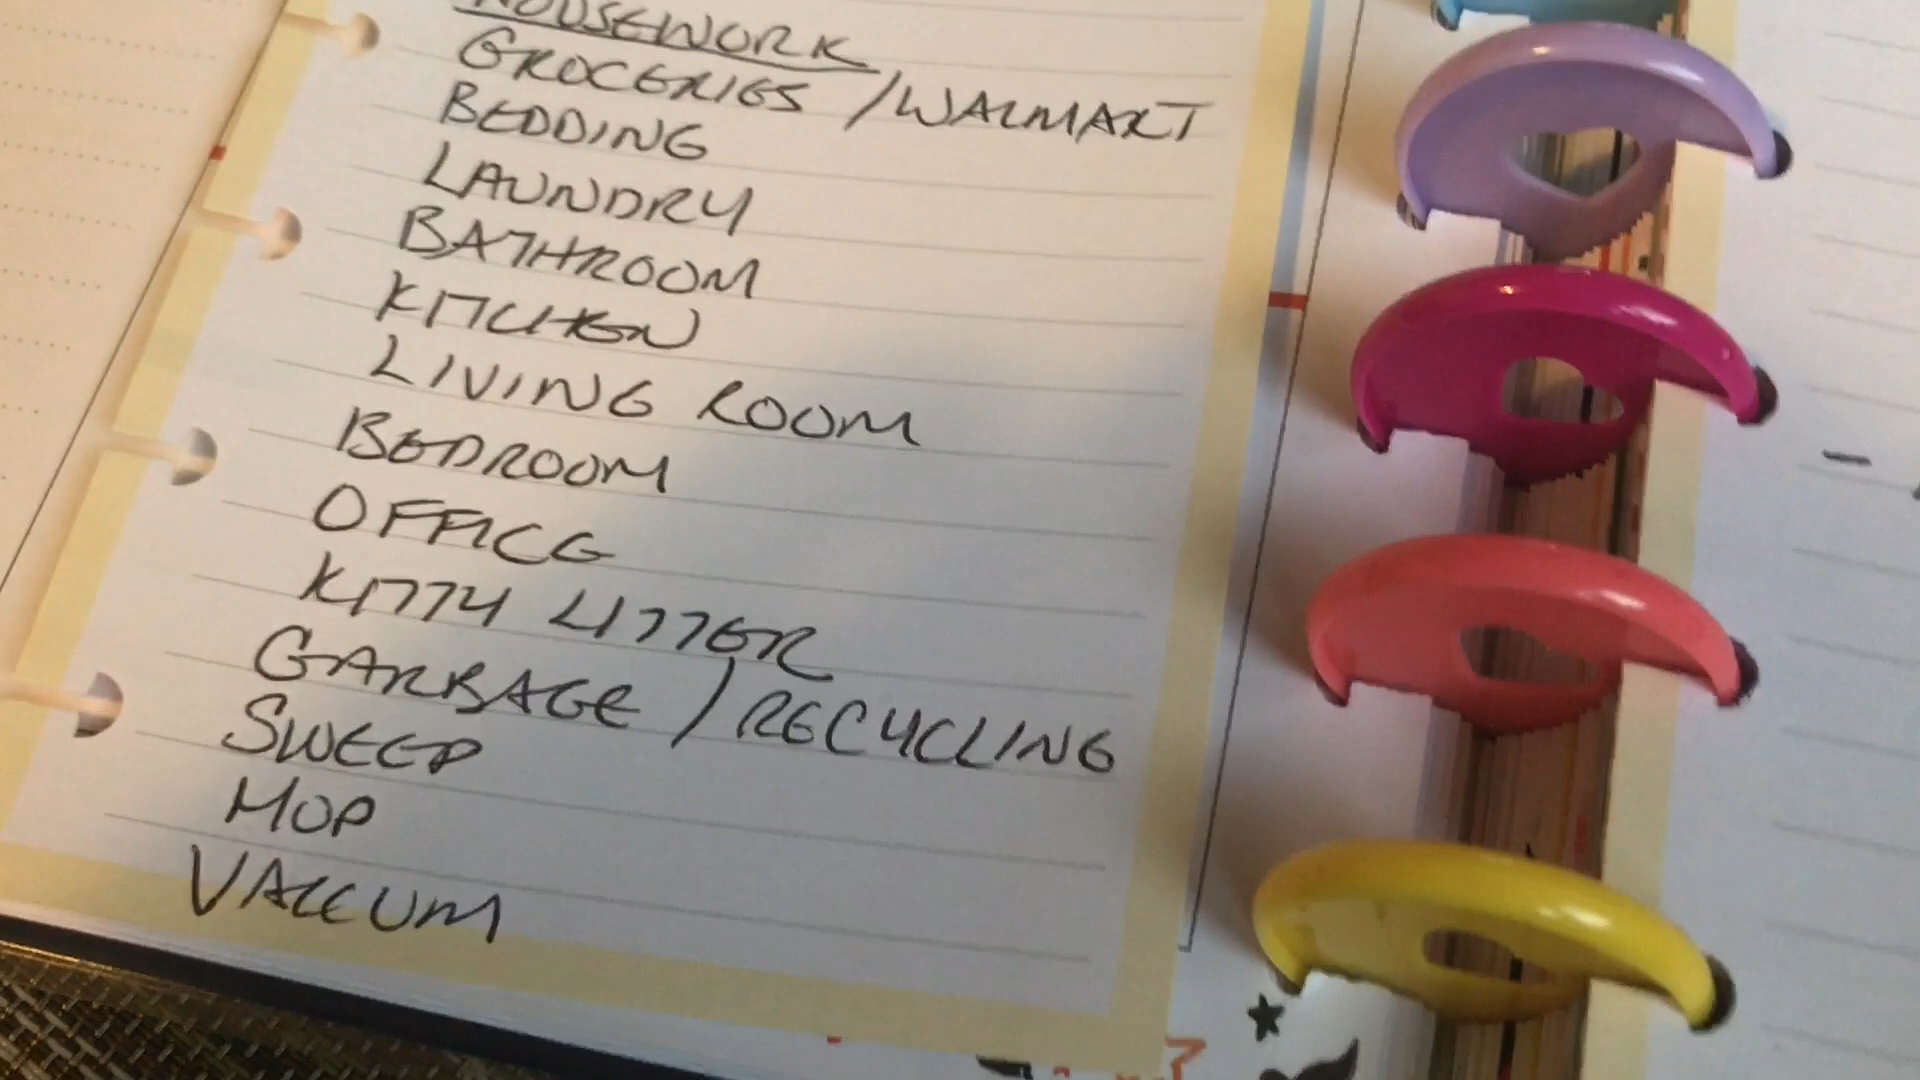 HOUSEWORK
GROCERIES / WALMART
BEDDING
LAUNDRY
BATHROOM
KITCHEN
LIVING ROOM
BEDROOM
OFFICE
KITTY LITTER
GARBAGE / RECYCLING
SWEEP
MOP
VACCUM